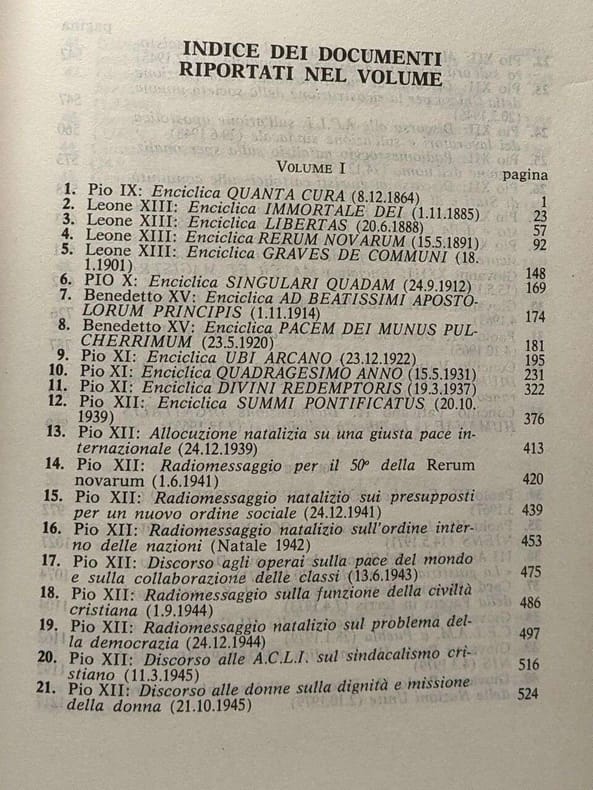 INDICE DEI DOCUMENTI
RIPORTATI NEL VOLUME
VOLUME I
pagina
1. Pio IX: Enciclica QUANTA CURA (8.12.1864) 1
2. Leone XIII: Enciclica IMMORTALE DEI (1.11.1885) 23
3. Leone XIII: Enciclica LIBERTAS (20.6.1888) 57
4. Leone XIII: Enciclica RERUM NOVARUM (15.5.1891) 92
5. Leone XIII: Enciclica GRAVES DE COMMUNI (18.
1.1901) 148
6. PIO X: Enciclica SINGULARI QUADAM (24.9.1912) 169
7. Benedetto XV: Enciclica AD BEATISSIMI APOSTO-
LORUM PRINCIPIS (1.11.1914) 174
8. Benedetto XV: Enciclica PACEM DEI MUNUS PUL-
CHERRIMUM (23.5.1920) 181
9. Pio XI: Enciclica UBI ARCANO (23.12.1922) 195
10. Pio XI: Enciclica QUADRAGESIMO ANNO (15.5.1931) 231
11. Pio XI: Enciclica DIVINI REDEMPTORIS (19.3.1937) 322
12. Pio XII: Enciclica SUMMI PONTIFICATUS (20.10.
1939) 376
13. Pio XII: Allocuzione natalizia su una giusta pace in-
ternazionale (24.12.1939) 413
14. Pio XII: Radiomessaggio per il 50º della Rerum
novarum (1.6.1941) 420
15. Pio XII: Radiomessaggio natalizio sui presupposti
per un nuovo ordine sociale (24.12.1941) 439
16. Pio XII: Radiomessaggio natalizio sull'ordine inter-
no delle nazioni (Natale 1942) 453
17. Pio XII: Discorso agli operai sulla pace del mondo
e sulla collaborazione delle classi (13.6.1943) 475
18. Pio XII: Radiomessaggio sulla funzione della civiltà
cristiana (1.9.1944) 486
19. Pio XII: Radiomessaggio natalizio sul problema del-
la democrazia (24.12.1944) 497
20. Pio XII: Discorso alle A.C.L.I. sul sindacalismo cri-
stiano (11.3.1945) 516
21. Pio XII: Discorso alle donne sulla dignità e missione
della donna (21.10.1945) 524